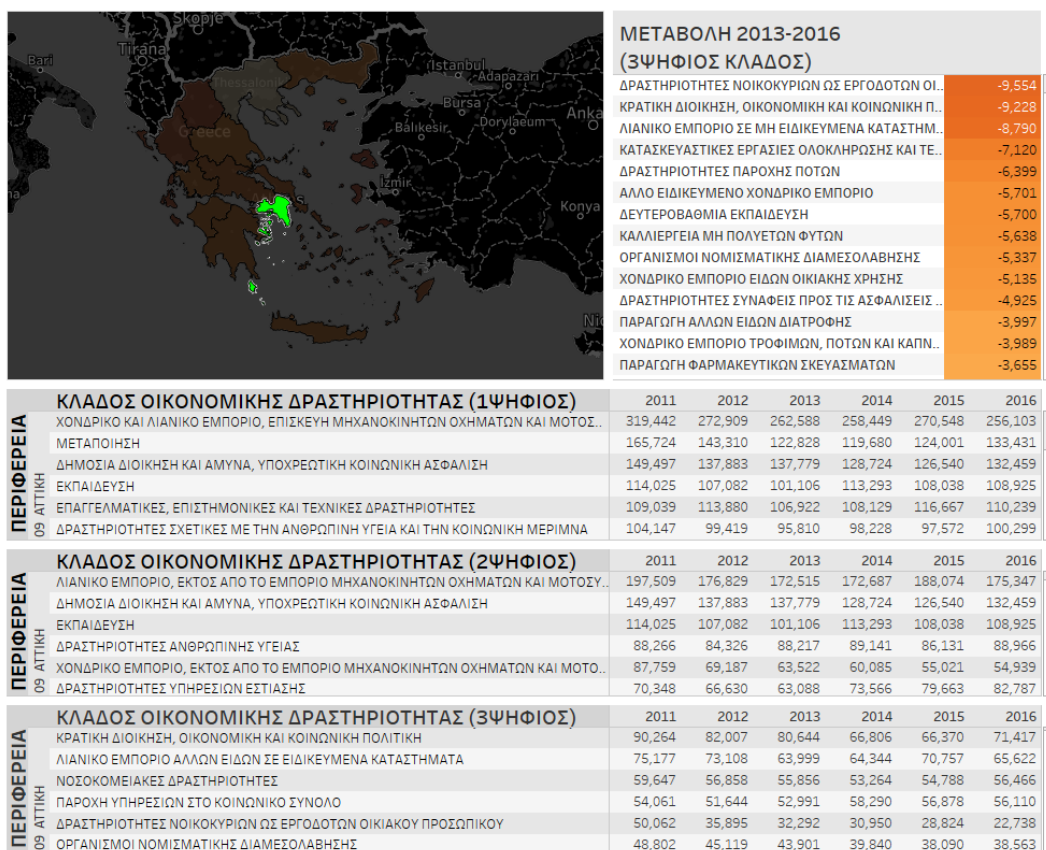 Skopje
Tirana
Bari
Thessaloniki
Istanbul
Adapazari
Bursa
Dorylaeum
Anka
Balıkesir
Greece
İzmir
Konya
S
Ni
na
ΜΕΤΑΒΟΛΗ 2013-2016
(3ΨΗΦΙΟΣ ΚΛΑΔΟΣ)
ΔΡΑΣΤΗΡΙΟΤΗΤΕΣ ΝΟΙΚΟΚΥΡΙΩΝ ΩΣ ΕΡΓΟΔΟΤΩΝ ΟΙ.. -9,554
ΚΡΑΤΙΚΗ ΔΙΟΙΚΗΣΗ, ΟΙΚΟΝΟΜΙΚΗ ΚΑΙ ΚΟΙΝΩΝΙΚΗ Π.. -9,228
ΛΙΑΝΙΚΟ ΕΜΠΟΡΙΟ ΣΕ ΜΗ ΕΙΔΙΚΕΥΜΕΝΑ ΚΑΤΑΣΤΗΜ.. -8,790
ΚΑΤΑΣΚΕΥΑΣΤΙΚΕΣ ΕΡΓΑΣΙΕΣ ΟΛΟΚΛΗΡΩΣΗΣ ΚΑΙ ΤΕ.. -7,120
ΔΡΑΣΤΗΡΙΟΤΗΤΕΣ ΠΑΡΟΧΗΣ ΠΟΤΩΝ -6,399
ΑΛΛΟ ΕΙΔΙΚΕΥΜΕΝΟ ΧΟΝΔΡΙΚΟ ΕΜΠΟΡΙΟ -5,701
ΔΕΥΤΕΡΟΒΑΘΜΙΑ ΕΚΠΑΙΔΕΥΣΗ -5,700
ΚΑΛΛΙΕΡΓΕΙΑ ΜΗ ΠΟΛΥΕΤΩΝ ΦΥΤΩΝ -5,638
ΟΡΓΑΝΙΣΜΟΙ ΝΟΜΙΣΜΑΤΙΚΗΣ ΔΙΑΜΕΣΟΛΑΒΗΣΗΣ -5,337
ΧΟΝΔΡΙΚΟ ΕΜΠΟΡΙΟ ΕΙΔΩΝ ΟΙΚΙΑΚΗΣ ΧΡΗΣΗΣ -5,135
ΔΡΑΣΤΗΡΙΟΤΗΤΕΣ ΣΥΝΑΦΕΙΣ ΠΡΟΣ ΤΙΣ ΑΣΦΑΛΙΣΕΙΣ .. -4,925
ΠΑΡΑΓΩΓΗ ΑΛΛΩΝ ΕΙΔΩΝ ΔΙΑΤΡΟΦΗΣ -3,997
ΧΟΝΔΡΙΚΟ ΕΜΠΟΡΙΟ ΤΡΟΦΙΜΩΝ, ΠΟΤΩΝ ΚΑΙ ΚΑΠΝ.. -3,989
ΠΑΡΑΓΩΓΗ ΦΑΡΜΑΚΕΥΤΙΚΩΝ ΣΚΕΥΑΣΜΑΤΩΝ -3,655
ΠΕΡΙΦΕΡΕΙΑ
09 ΑΤΤΙΚΗ
ΚΛΑΔΟΣ ΟΙΚΟΝΟΜΙΚΗΣ ΔΡΑΣΤΗΡΙΟΤΗΤΑΣ (1ΨΗΦΙΟΣ) 2011 2012 2013 2014 2015 2016
ΧΟΝΔΡΙΚΟ ΚΑΙ ΛΙΑΝΙΚΟ ΕΜΠΟΡΙΟ, ΕΠΙΣΚΕΥΗ ΜΗΧΑΝΟΚΙΝΗΤΩΝ ΟΧΗΜΑΤΩΝ ΚΑΙ ΜΟΤΟΣ.. 319,442 272,909 262,588 258,449 270,548 256,103
ΜΕΤΑΠΟΙΗΣΗ 165,724 143,310 122,828 119,680 124,001 133,431
ΔΗΜΟΣΙΑ ΔΙΟΙΚΗΣΗ ΚΑΙ ΑΜΥΝΑ, ΥΠΟΧΡΕΩΤΙΚΗ ΚΟΙΝΩΝΙΚΗ ΑΣΦΑΛΙΣΗ 149,497 137,883 137,779 128,724 126,540 132,459
ΕΚΠΑΙΔΕΥΣΗ 114,025 107,082 101,106 113,293 108,038 108,925
ΕΠΑΓΓΕΛΜΑΤΙΚΕΣ, ΕΠΙΣΤΗΜΟΝΙΚΕΣ ΚΑΙ ΤΕΧΝΙΚΕΣ ΔΡΑΣΤΗΡΙΟΤΗΤΕΣ 109,039 113,880 106,922 108,129 116,667 110,239
ΔΡΑΣΤΗΡΙΟΤΗΤΕΣ ΣΧΕΤΙΚΕΣ ΜΕ ΤΗΝ ΑΝΘΡΩΠΙΝΗ ΥΓΕΙΑ ΚΑΙ ΤΗΝ ΚΟΙΝΩΝΙΚΗ ΜΕΡΙΜΝΑ 104,147 99,419 95,810 98,228 97,572 100,299
ΠΕΡΙΦΕΡΕΙΑ
09 ΑΤΤΙΚΗ
ΚΛΑΔΟΣ ΟΙΚΟΝΟΜΙΚΗΣ ΔΡΑΣΤΗΡΙΟΤΗΤΑΣ (2ΨΗΦΙΟΣ) 2011 2012 2013 2014 2015 2016
ΛΙΑΝΙΚΟ ΕΜΠΟΡΙΟ, ΕΚΤΟΣ ΑΠΟ ΤΟ ΕΜΠΟΡΙΟ ΜΗΧΑΝΟΚΙΝΗΤΩΝ ΟΧΗΜΑΤΩΝ ΚΑΙ ΜΟΤΟΣΥ.. 197,509 176,829 172,515 172,687 188,074 175,347
ΔΗΜΟΣΙΑ ΔΙΟΙΚΗΣΗ ΚΑΙ ΑΜΥΝΑ, ΥΠΟΧΡΕΩΤΙΚΗ ΚΟΙΝΩΝΙΚΗ ΑΣΦΑΛΙΣΗ 149,497 137,883 137,779 128,724 126,540 132,459
ΕΚΠΑΙΔΕΥΣΗ 114,025 107,082 101,106 113,293 108,038 108,925
ΔΡΑΣΤΗΡΙΟΤΗΤΕΣ ΑΝΘΡΩΠΙΝΗΣ ΥΓΕΙΑΣ 88,266 84,326 88,217 89,141 86,131 88,966
ΧΟΝΔΡΙΚΟ ΕΜΠΟΡΙΟ, ΕΚΤΟΣ ΑΠΟ ΤΟ ΕΜΠΟΡΙΟ ΜΗΧΑΝΟΚΙΝΗΤΩΝ ΟΧΗΜΑΤΩΝ ΚΑΙ ΜΟΤΟ.. 87,759 69,187 63,522 60,085 55,021 54,939
ΔΡΑΣΤΗΡΙΟΤΗΤΕΣ ΥΠΗΡΕΣΙΩΝ ΕΣΤΙΑΣΗΣ 70,348 66,630 63,088 73,566 79,663 82,787
ΠΕΡΙΦΕΡΕΙΑ
09 ΑΤΤΙΚΗ
ΚΛΑΔΟΣ ΟΙΚΟΝΟΜΙΚΗΣ ΔΡΑΣΤΗΡΙΟΤΗΤΑΣ (3ΨΗΦΙΟΣ) 2011 2012 2013 2014 2015 2016
ΚΡΑΤΙΚΗ ΔΙΟΙΚΗΣΗ, ΟΙΚΟΝΟΜΙΚΗ ΚΑΙ ΚΟΙΝΩΝΙΚΗ ΠΟΛΙΤΙΚΗ 90,264 82,007 80,644 66,806 66,370 71,417
ΛΙΑΝΙΚΟ ΕΜΠΟΡΙΟ ΑΛΛΩΝ ΕΙΔΩΝ ΣΕ ΕΙΔΙΚΕΥΜΕΝΑ ΚΑΤΑΣΤΗΜΑΤΑ 75,177 73,108 63,999 64,344 70,757 65,622
ΝΟΣΟΚΟΜΕΙΑΚΕΣ ΔΡΑΣΤΗΡΙΟΤΗΤΕΣ 59,647 56,858 55,856 53,264 54,788 56,466
ΠΑΡΟΧΗ ΥΠΗΡΕΣΙΩΝ ΣΤΟ ΚΟΙΝΩΝΙΚΟ ΣΥΝΟΛΟ 54,061 51,644 52,991 58,290 56,878 56,110
ΔΡΑΣΤΗΡΙΟΤΗΤΕΣ ΝΟΙΚΟΚΥΡΙΩΝ ΩΣ ΕΡΓΟΔΟΤΩΝ ΟΙΚΙΑΚΟΥ ΠΡΟΣΩΠΙΚΟΥ 50,062 35,895 32,292 30,950 28,824 22,738
ΟΡΓΑΝΙΣΜΟΙ ΝΟΜΙΣΜΑΤΙΚΗΣ ΔΙΑΜΕΣΟΛΑΒΗΣΗΣ 48,802 45,119 43,901 39,840 38,090 38,563